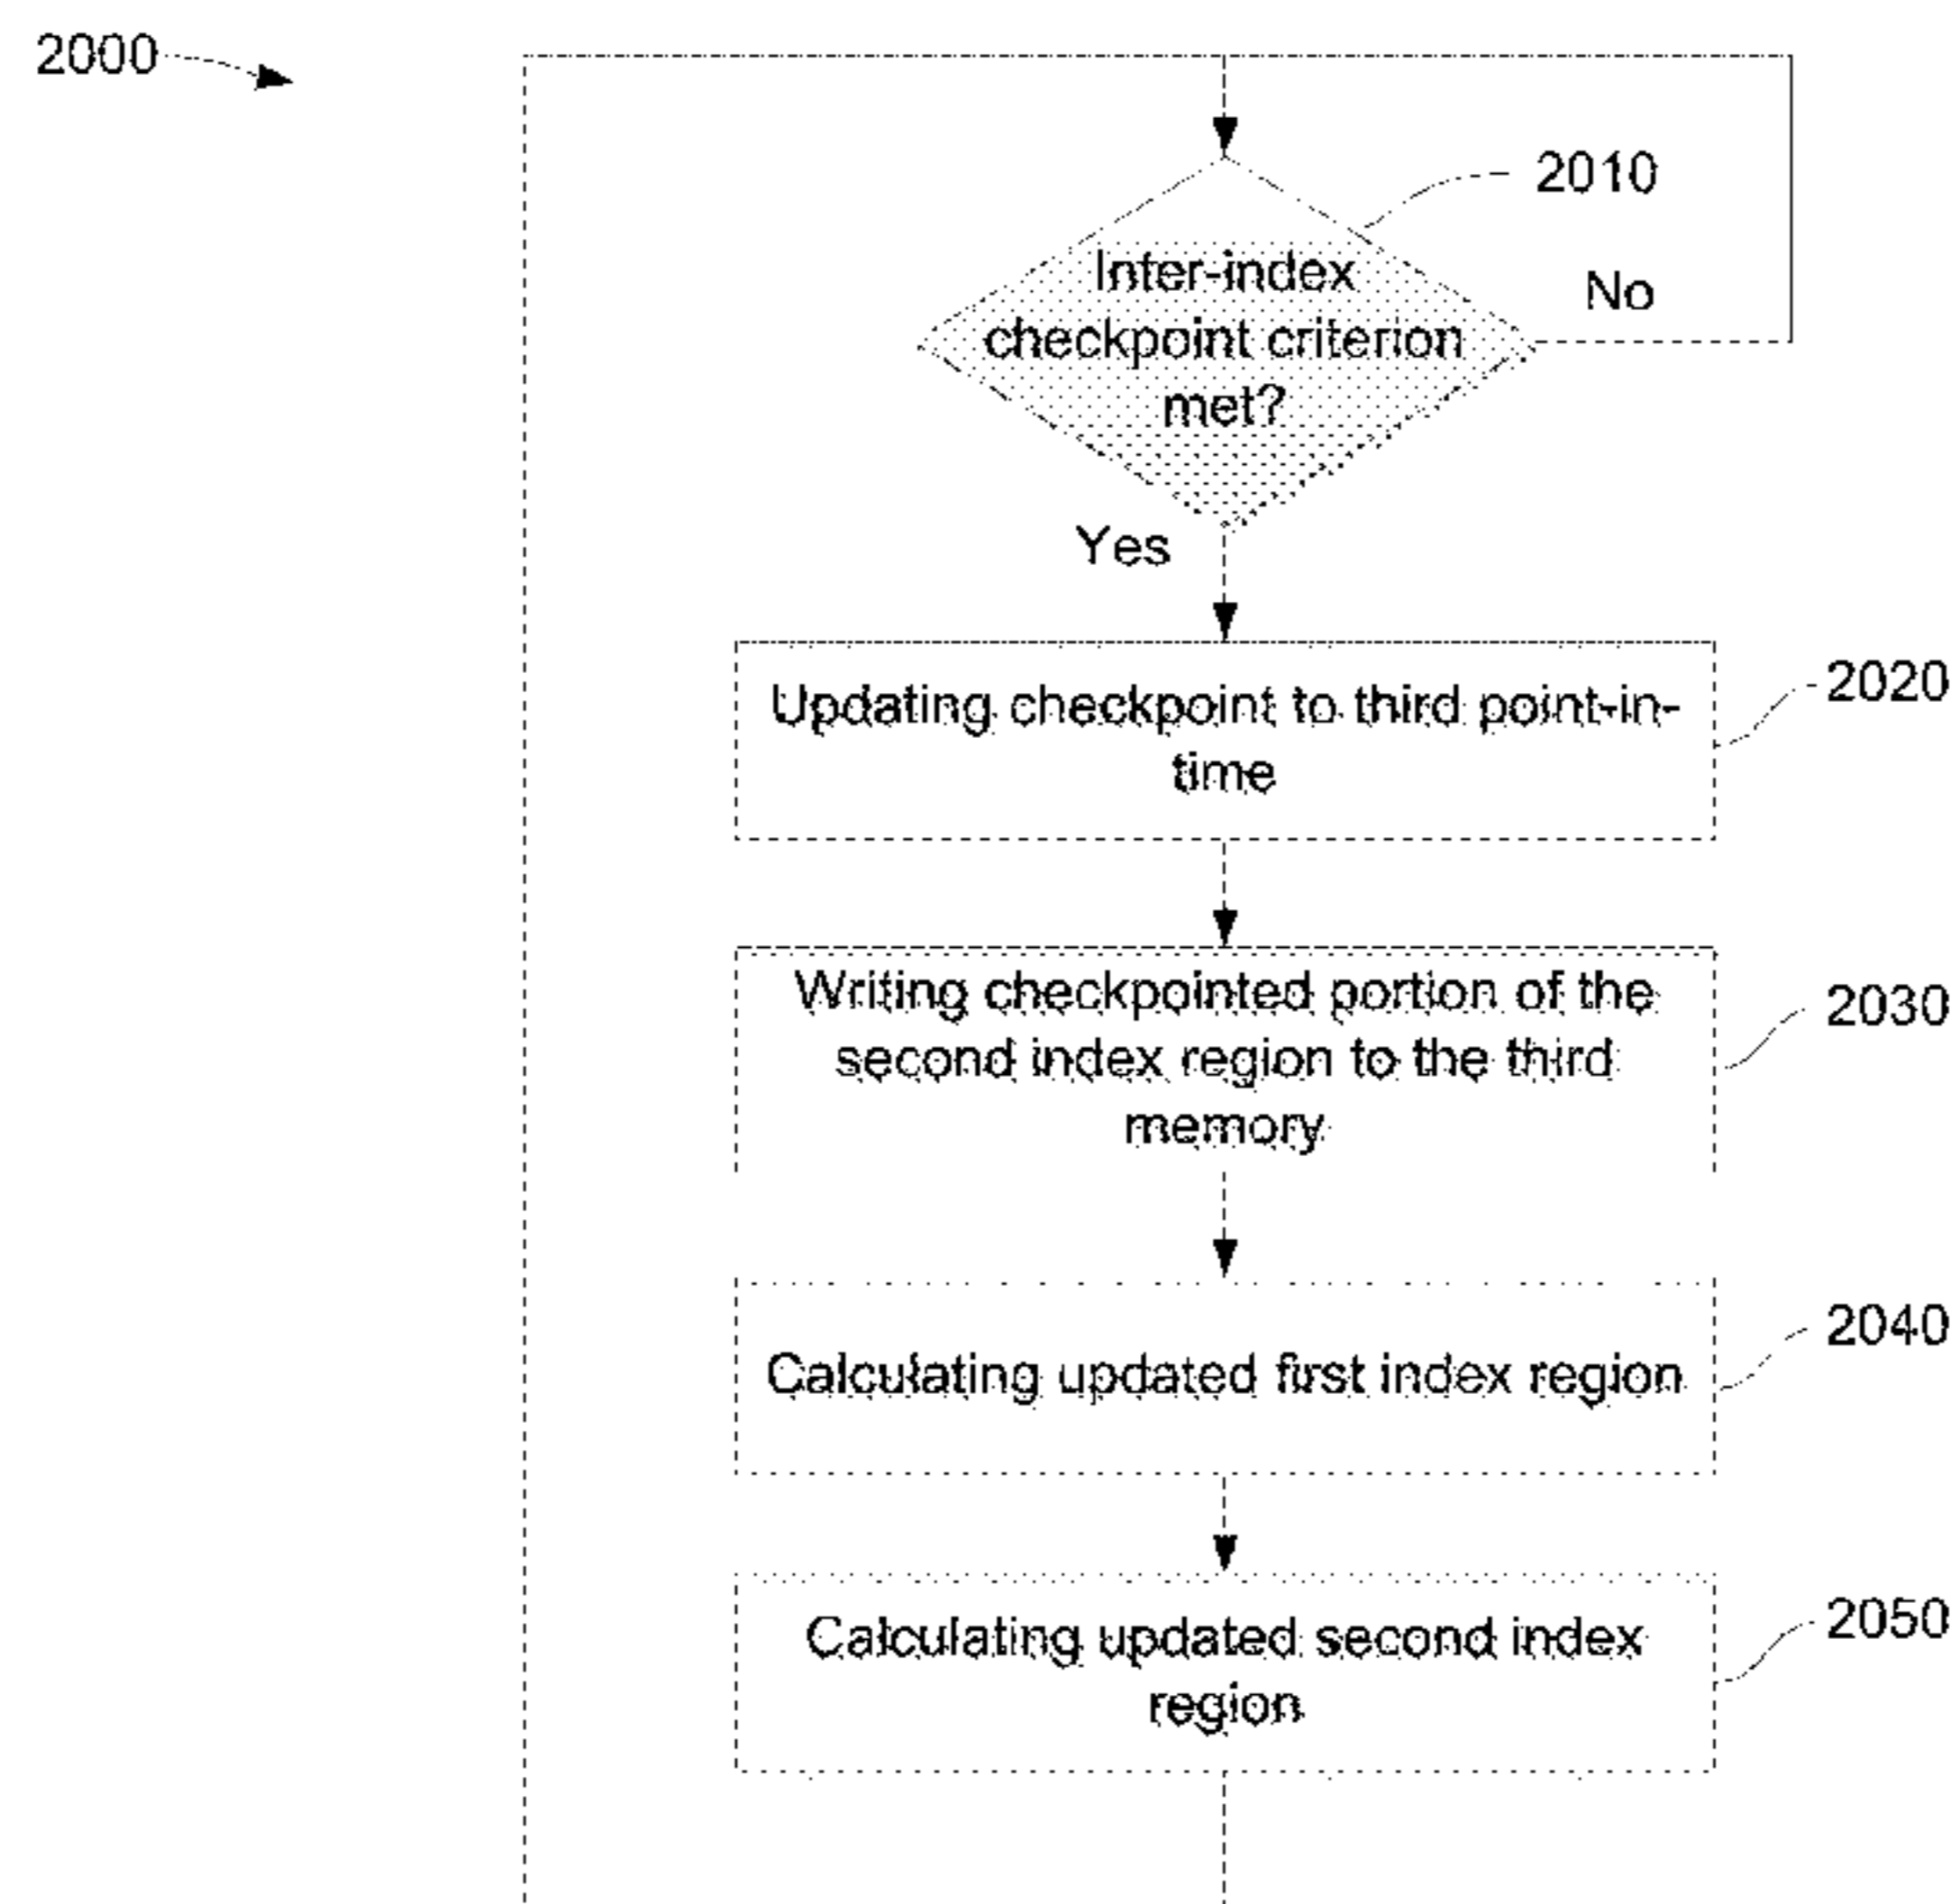 2000
2010
Inter-index
checkpoint criterion
met?
No
Yes
Updating checkpoint to third point-in-
time
2020
Writing checkpointed portion of the
second index region to the third
memory
2030
Calculating updated first index region
2040
Calculating updated second index
region
2050